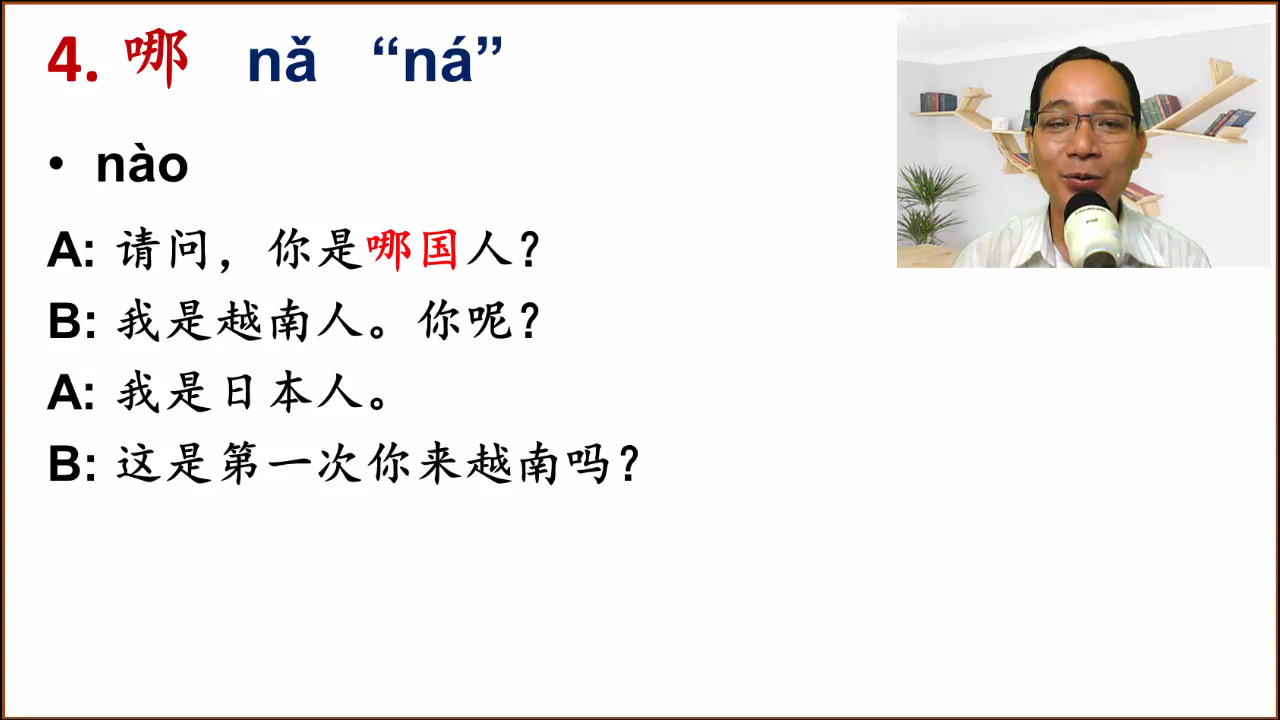 4. 哪 nǎ “ná”
• nào
A: 请问，你是哪国人？
B: 我是越南人。你呢？
A: 我是日本人。
B: 这是第一次你来越南吗？